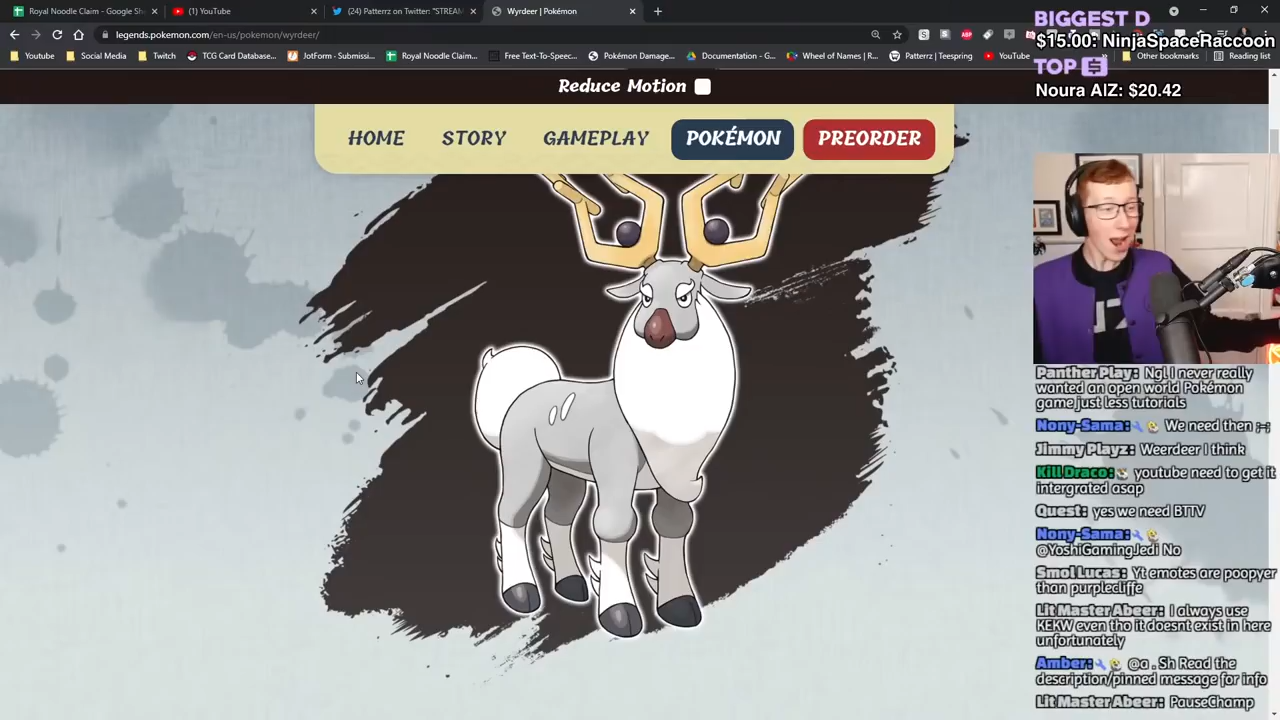 Royal Noodle Claim - Google She
(1) YouTube
(24) Patterrz on Twitter: "STREAM
Wyrdeer | Pokémon
legends.pokemon.com/en-us/pokemon/wyrdeer/
Youtube
Social Media
Twitch
TCG Card Database
JotForm - Submissi...
Royal Noodle Claim...
Free Text-To-Speec...
Pokémon Damage...
Documentation - G...
Wheel of Names | R...
Patterrz | Teespring
YouTube
Other bookmarks
Reading list
Reduce Motion
HOME
STORY
GAMEPLAY
POKÉMON
PREORDER
BIGGEST D
$15.00: NinjaSpaceRaccoon
TOP
Noura AlZ: $20.42
Panther Play: Ngl I never really
wanted an open world Pokémon
game just less tutorials
Nony-Sama: We need then ;-;
Jimmy Playz: Weerdeer I think
Kill Draco: youtube need to get it
intergrated asap
Quest: yes we need BTTV
Nony-Sama:
@YoshiGamingJedi No
Smol Lucas: Yt emotes are poopyer
than purplecliffe
Lit Master Abeer: I always use
KEKW even tho it doesnt exist in here
unfortunately
Amber: @a . Sh Read the
description/pinned message for info
Lit Master Abeer: PauseChamp